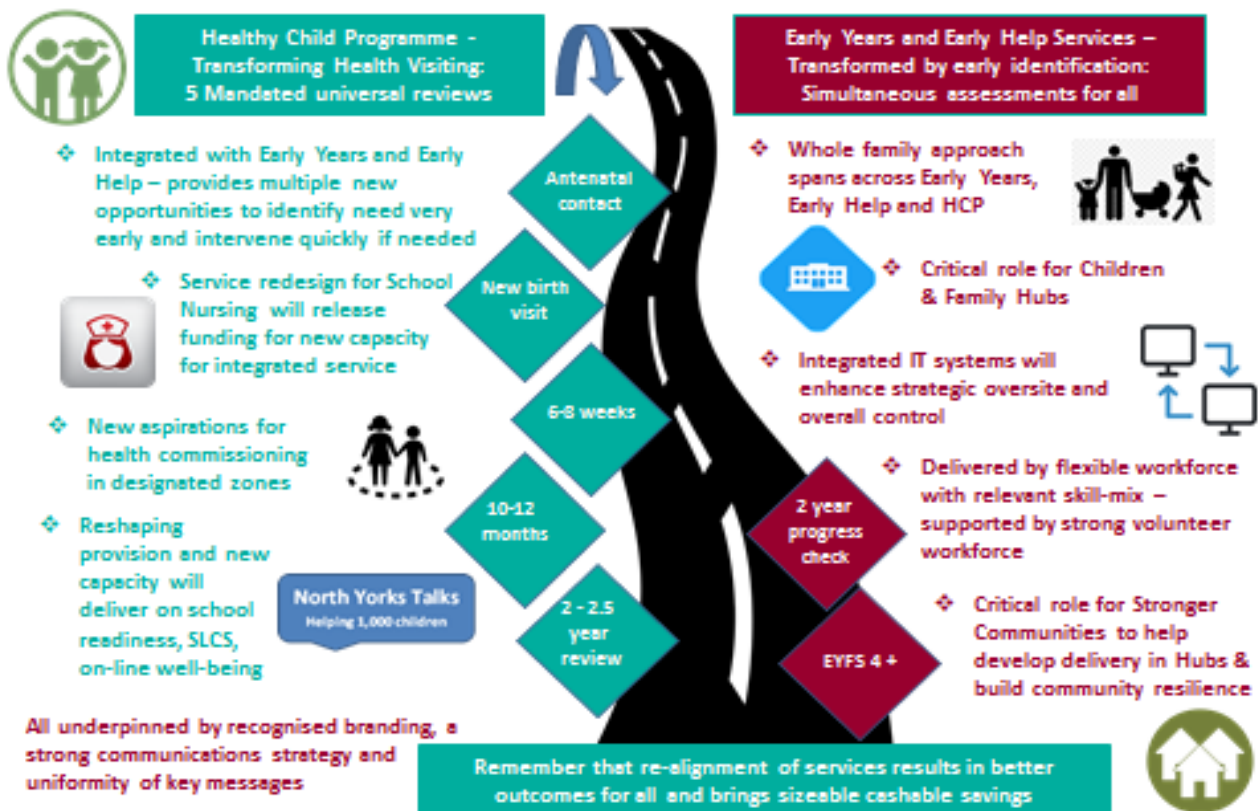 Healthy Child Programme -
Transforming Health Visiting:
5 Mandated universal reviews
Early Years and Early Help Services –
Transformed by early identification:
Simultaneous assessments for all
❖ Integrated with Early Years and Early
Help – provides multiple new
opportunities to identify need very
early and intervene quickly if needed
❖ Service redesign for School
Nursing will release
funding for new capacity
for integrated service
❖ New aspirations for
health commissioning
in designated zones
❖ Reshaping
provision and new
capacity will
deliver on school
readiness, SLCS,
on-line well-being
North Yorks Talks
Helping 1,000 children
All underpinned by recognised branding, a
strong communications strategy and
uniformity of key messages
Antenatal
contact
New birth
visit
6-8 weeks
10-12
months
2 - 2.5
year
review
❖ Whole family approach
spans across Early Years,
Early Help and HCP
❖ Critical role for Children
& Family Hubs
❖ Integrated IT systems will
enhance strategic oversite and
overall control
❖ Delivered by flexible workforce
with relevant skill-mix –
supported by strong volunteer
workforce
❖ Critical role for Stronger
Communities to help
develop delivery in Hubs &
build community resilience
2 year
progress
check
EYFS 4 +
Remember that re-alignment of services results in better
outcomes for all and brings sizeable cashable savings